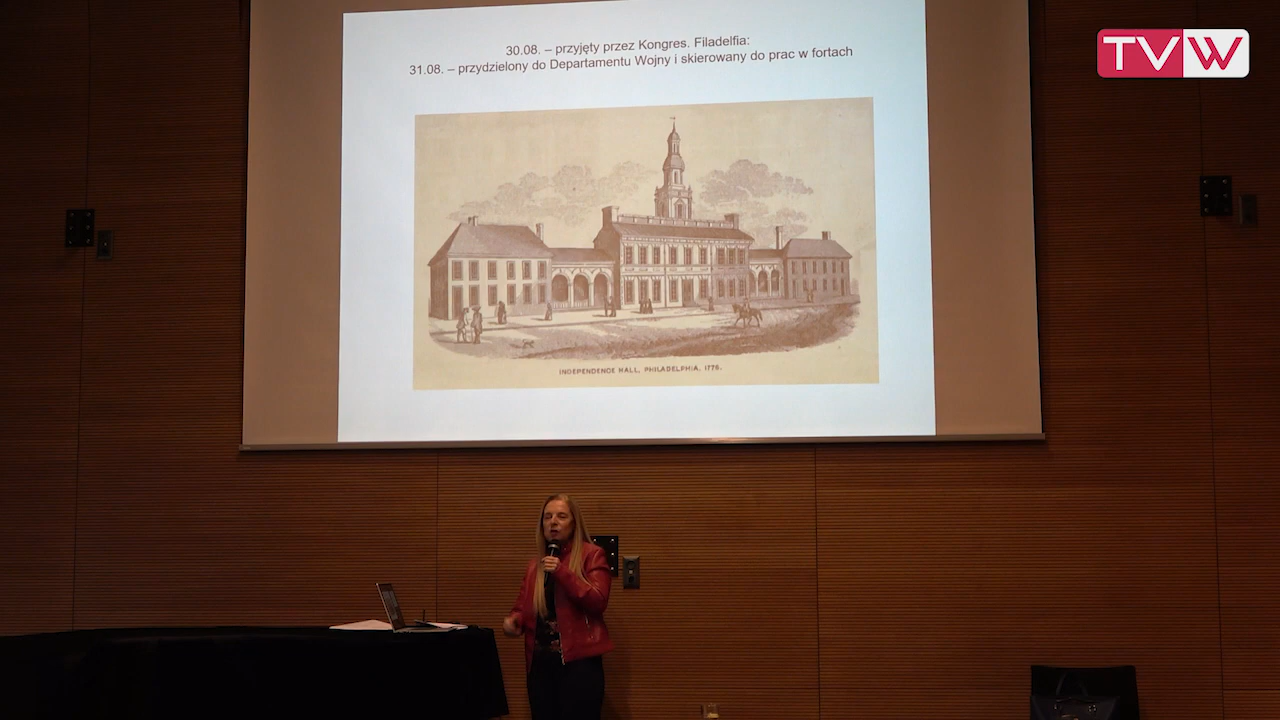 TVW
30.08. – przyjęty przez Kongres. Filadelfia:
31.08. – przydzielony do Departamentu Wojny i skierowany do prac w fortach
INDEPENDENCE HALL, PHILADELPHIA, 1776.